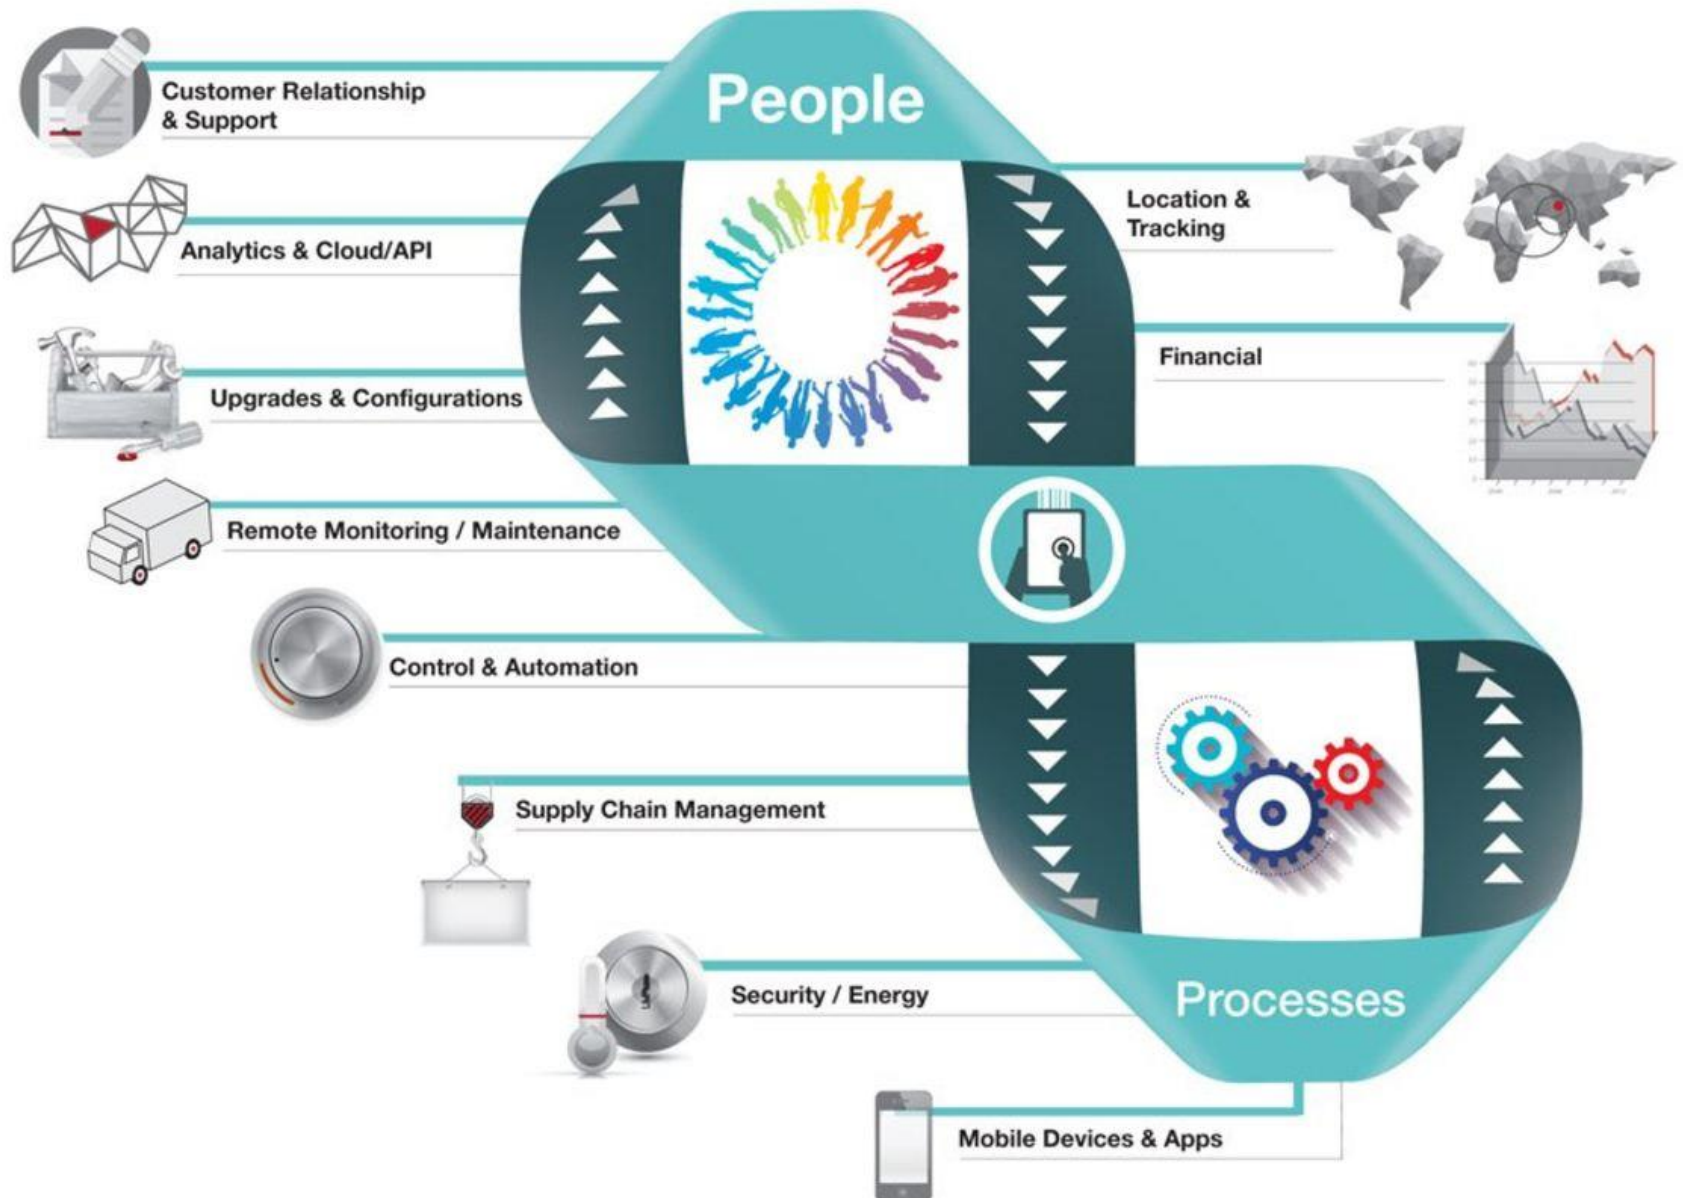 People
Customer Relationship
& Support
Analytics & Cloud/API
Upgrades & Configurations
Remote Monitoring / Maintenance
Control & Automation
Supply Chain Management
Security / Energy
Mobile Devices & Apps
Location &
Tracking
Financial
Processes